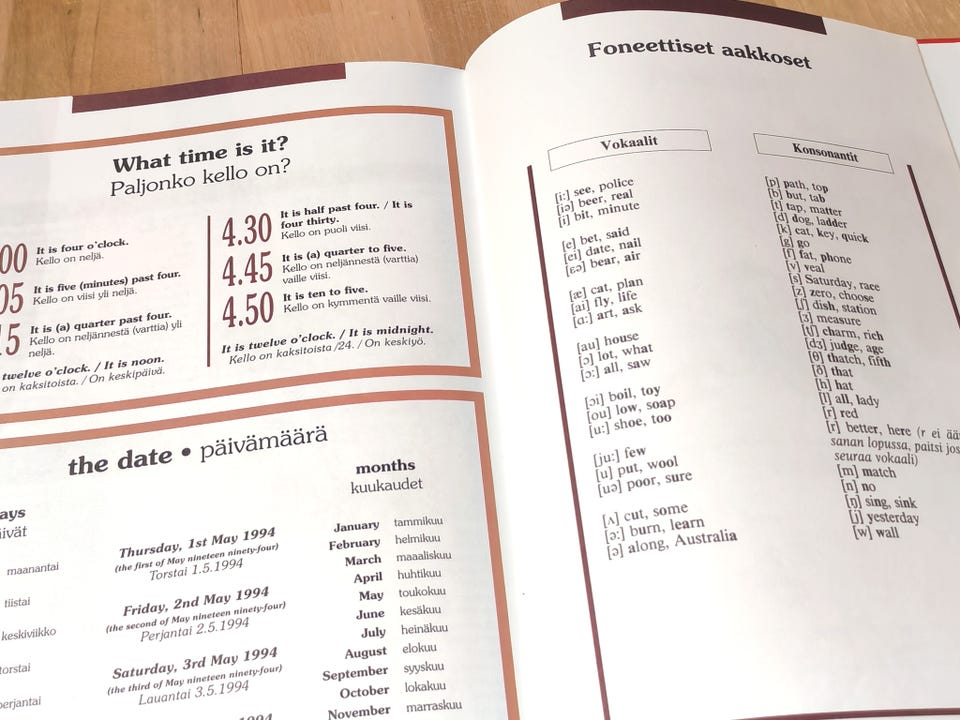 What time is it?
Paljonko kello on?
00 It is four o'clock.
Kello on neljä.
05 It is five (minutes) past four.
Kello on viisi yli neljä.
15 It is (a) quarter past four.
Kello on neljännestä (varttia) yli
neljä.
twelve o'clock. / It is noon.
on kaksitoista. / On keskipäivä.
4.30 It is half past four. / It is
four thirty.
Kello on puoli viisi.
4.45 It is (a) quarter to five.
Kello on neljännestä (varttia)
vaille viisi.
4.50 It is ten to five.
Kello on kymmentä vaille viisi.
It is twelve o'clock. / It is midnight.
Kello on kaksitoista /24. / On keskiyö.
the date • päivämäärä
ays
ivät
maanantai
tiistai
keskiviikko
torstai
perjantai
Thursday, 1st May 1994
(the first of May nineteen ninety-four)
Torstai 1.5.1994
Friday, 2nd May 1994
(the second of May nineteen ninety-four)
Perjantai 2.5.1994
Saturday, 3rd May 1994
(the third of May nineteen ninety-four)
Lauantai 3.5.1994
months
kuukaudet
January tammikuu
February helmikuu
March maaaliskuu
April huhtikuu
May toukokuu
June kesäkuu
July heinäkuu
August elokuu
September syyskuu
October lokakuu
November marraskuu
Foneettiset aakkoset
Vokaalit
[i:] see, police
[iə] beer, real
[i] bit, minute
[e] bet, said
[ei] date, nail
[ɛə] bear, air
[æ] cat, plan
[ai] fly, life
[ɑ:] art, ask
[au] house
[ɔ] lot, what
[ɔ:] all, saw
[ɔi] boil, toy
[ou] low, soap
[u:] shoe, too
[ju:] few
[u] put, wool
[uə] poor, sure
[ʌ] cut, some
[ə:] burn, learn
[ə] along, Australia
Konsonantit
[p] path, top
[b] but, tab
[t] tap, matter
[d] dog, ladder
[k] cat, key, quick
[g] go
[f] fat, phone
[v] veal
[s] Saturday, race
[z] zero, choose
[ʃ] dish, station
[ʒ] measure
[tʃ] charm, rich
[dʒ] judge, age
[θ] thatch, fifth
[ð] that
[h] hat
[l] all, lady
[r] red
[r] better, here (r ei ää
sanan lopussa, paitsi jos
seuraa vokaali)
[m] match
[n] no
[ŋ] sing, sink
[j] yesterday
[w] wall